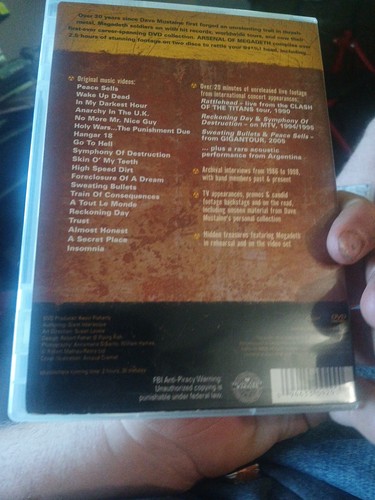 Over 20 years since Dave Mustaine first forged an unrelenting trail in thrash
metal, Megadeth soldiers on with his records, worldwide tours, and now their
first-ever career-spanning DVD collection. ARSENAL OF MEGADETH compiles over
of stunning footage on two discs to rattle your
Original music videos:
Peace Sells
Wake Up Dead
In My Darkest Hour
Anarchy In The U.K.
No More Mr. Nice Guy
Holy Wars...The Punishment Due
Hangar 18
Go To Hell
Symphony Of Destruction
Skin O' My Teeth
High Speed Dirt
Foreclosure Of A Dream
Sweating Bullets
Train Of Consequences
A Tout Le Monde
Reckoning Day
Trust
Almost Honest
A Secret Place
Insomnia
Over 20 minutes of unreleased live footage
from international concert appearances:
Rattlehead – live from the CLASH
OF THE TITANS tour, 1990
Reckoning Day & Symphony Of
Destruction – on MTV, 1994/1995
Sweating Bullets & Peace Sells –
from GIGANTOUR, 2005
... plus a rare acoustic
performance from Argentina
Archival interviews from 1986 to 1998,
with band members past & present
TV appearances, promos & candid
footage backstage and on the road,
including unseen material from Dave
Mustaine's personal collection
Hidden treasures featuring Megadeth
in rehearsal and on the video set
FBI Anti-Piracy Warning:
Unauthorized copying is
punishable under federal law.
DVD